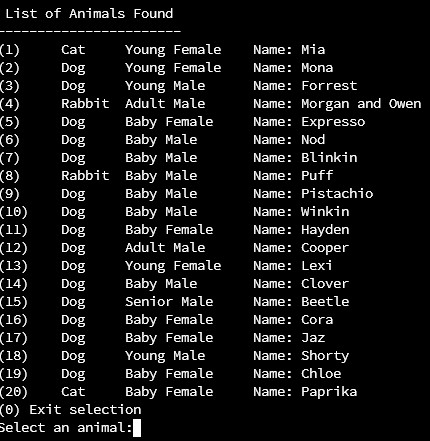 List of Animals Found
-----------------------
(1) Cat Young Female Name: Mia
(2) Dog Young Female Name: Mona
(3) Dog Young Male Name: Forrest
(4) Rabbit Adult Male Name: Morgan and Owen
(5) Dog Baby Female Name: Expresso
(6) Dog Baby Male Name: Nod
(7) Dog Baby Male Name: Blinkin
(8) Rabbit Baby Male Name: Puff
(9) Dog Baby Male Name: Pistachio
(10) Dog Baby Male Name: Winkin
(11) Dog Baby Female Name: Hayden
(12) Dog Adult Male Name: Cooper
(13) Dog Young Female Name: Lexi
(14) Dog Baby Male Name: Clover
(15) Dog Senior Male Name: Beetle
(16) Dog Baby Female Name: Cora
(17) Dog Baby Female Name: Jaz
(18) Dog Young Male Name: Shorty
(19) Dog Baby Female Name: Chloe
(20) Cat Baby Female Name: Paprika
(0) Exit selection
Select an animal: